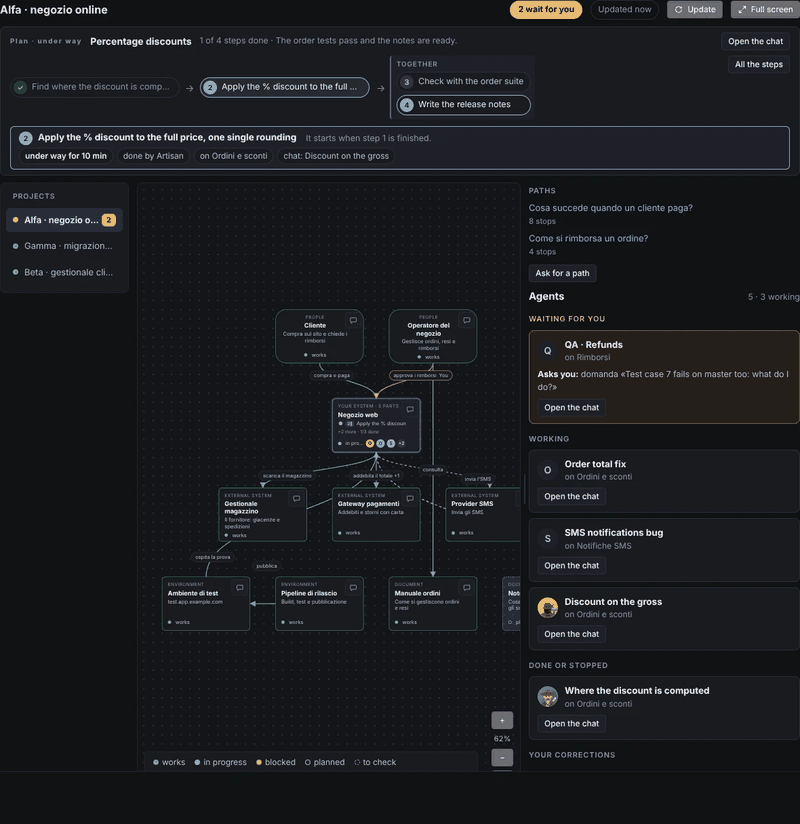 Alfa · negozio online
2 wait for you
Updated now
Update
Full screen
Plan · under way
Percentage discounts
1 of 4 steps done · The order tests pass and the notes are ready.
Open the chat
All the steps
Find where the discount is comp...
2 Apply the % discount to the full ...
TOGETHER
3 Check with the order suite
4 Write the release notes
2 Apply the % discount to the full price, one single rounding
It starts when step 1 is finished.
under way for 10 min
done by Artisan
on Ordini e sconti
chat: Discount on the gross
PROJECTS
Alfa · negozio o... 2
Gamma · migrazion...
Beta · gestionale cli...
PEOPLE
Cliente
Compra sul sito e chiede i
rimborsi
works
PEOPLE
Operatore del
negozio
Gestisce ordini, resi e
rimborsi
works
compra e paga
approva i rimborsi You
YOUR SYSTEM · 5 PARTS
Negozio web
Apply the % discoun
+2 more · 1/3 done
in pro...
+2
scarica il magazzino
addebita il totale +1
consulta
invia l'SMS
EXTERNAL SYSTEM
Gestionale
magazzino
Il fornitore: giacenze e
spedizioni
works
EXTERNAL SYSTEM
Gateway pagamenti
Addebiti e storni con carta
works
EXTERNAL SYSTEM
Provider SMS
Invia gli SMS
works
ospita la prova
pubblica
ENVIRONMENT
Ambiente di test
test.app.example.com
works
ENVIRONMENT
Pipeline di rilascio
Build, test e pubblicazione
works
DOCUMENT
Manuale ordini
Come si gestiscono ordini
e resi
works
+
62%
−
works
in progress
blocked
planned
to check
PATHS
Cosa succede quando un cliente paga?
8 stops
Come si rimborsa un ordine?
4 stops
Ask for a path
Agents
5 · 3 working
WAITING FOR YOU
Q
QA · Refunds
on Rimborsi
Asks you: domanda «Test case 7 fails on master too: what do I
do?»
Open the chat
WORKING
O
Order total fix
on Ordini e sconti
Open the chat
S
SMS notifications bug
on Notifiche SMS
Open the chat
Discount on the gross
on Ordini e sconti
Open the chat
DONE OR STOPPED
Where the discount is computed
on Ordini e sconti
Open the chat
YOUR CORRECTIONS